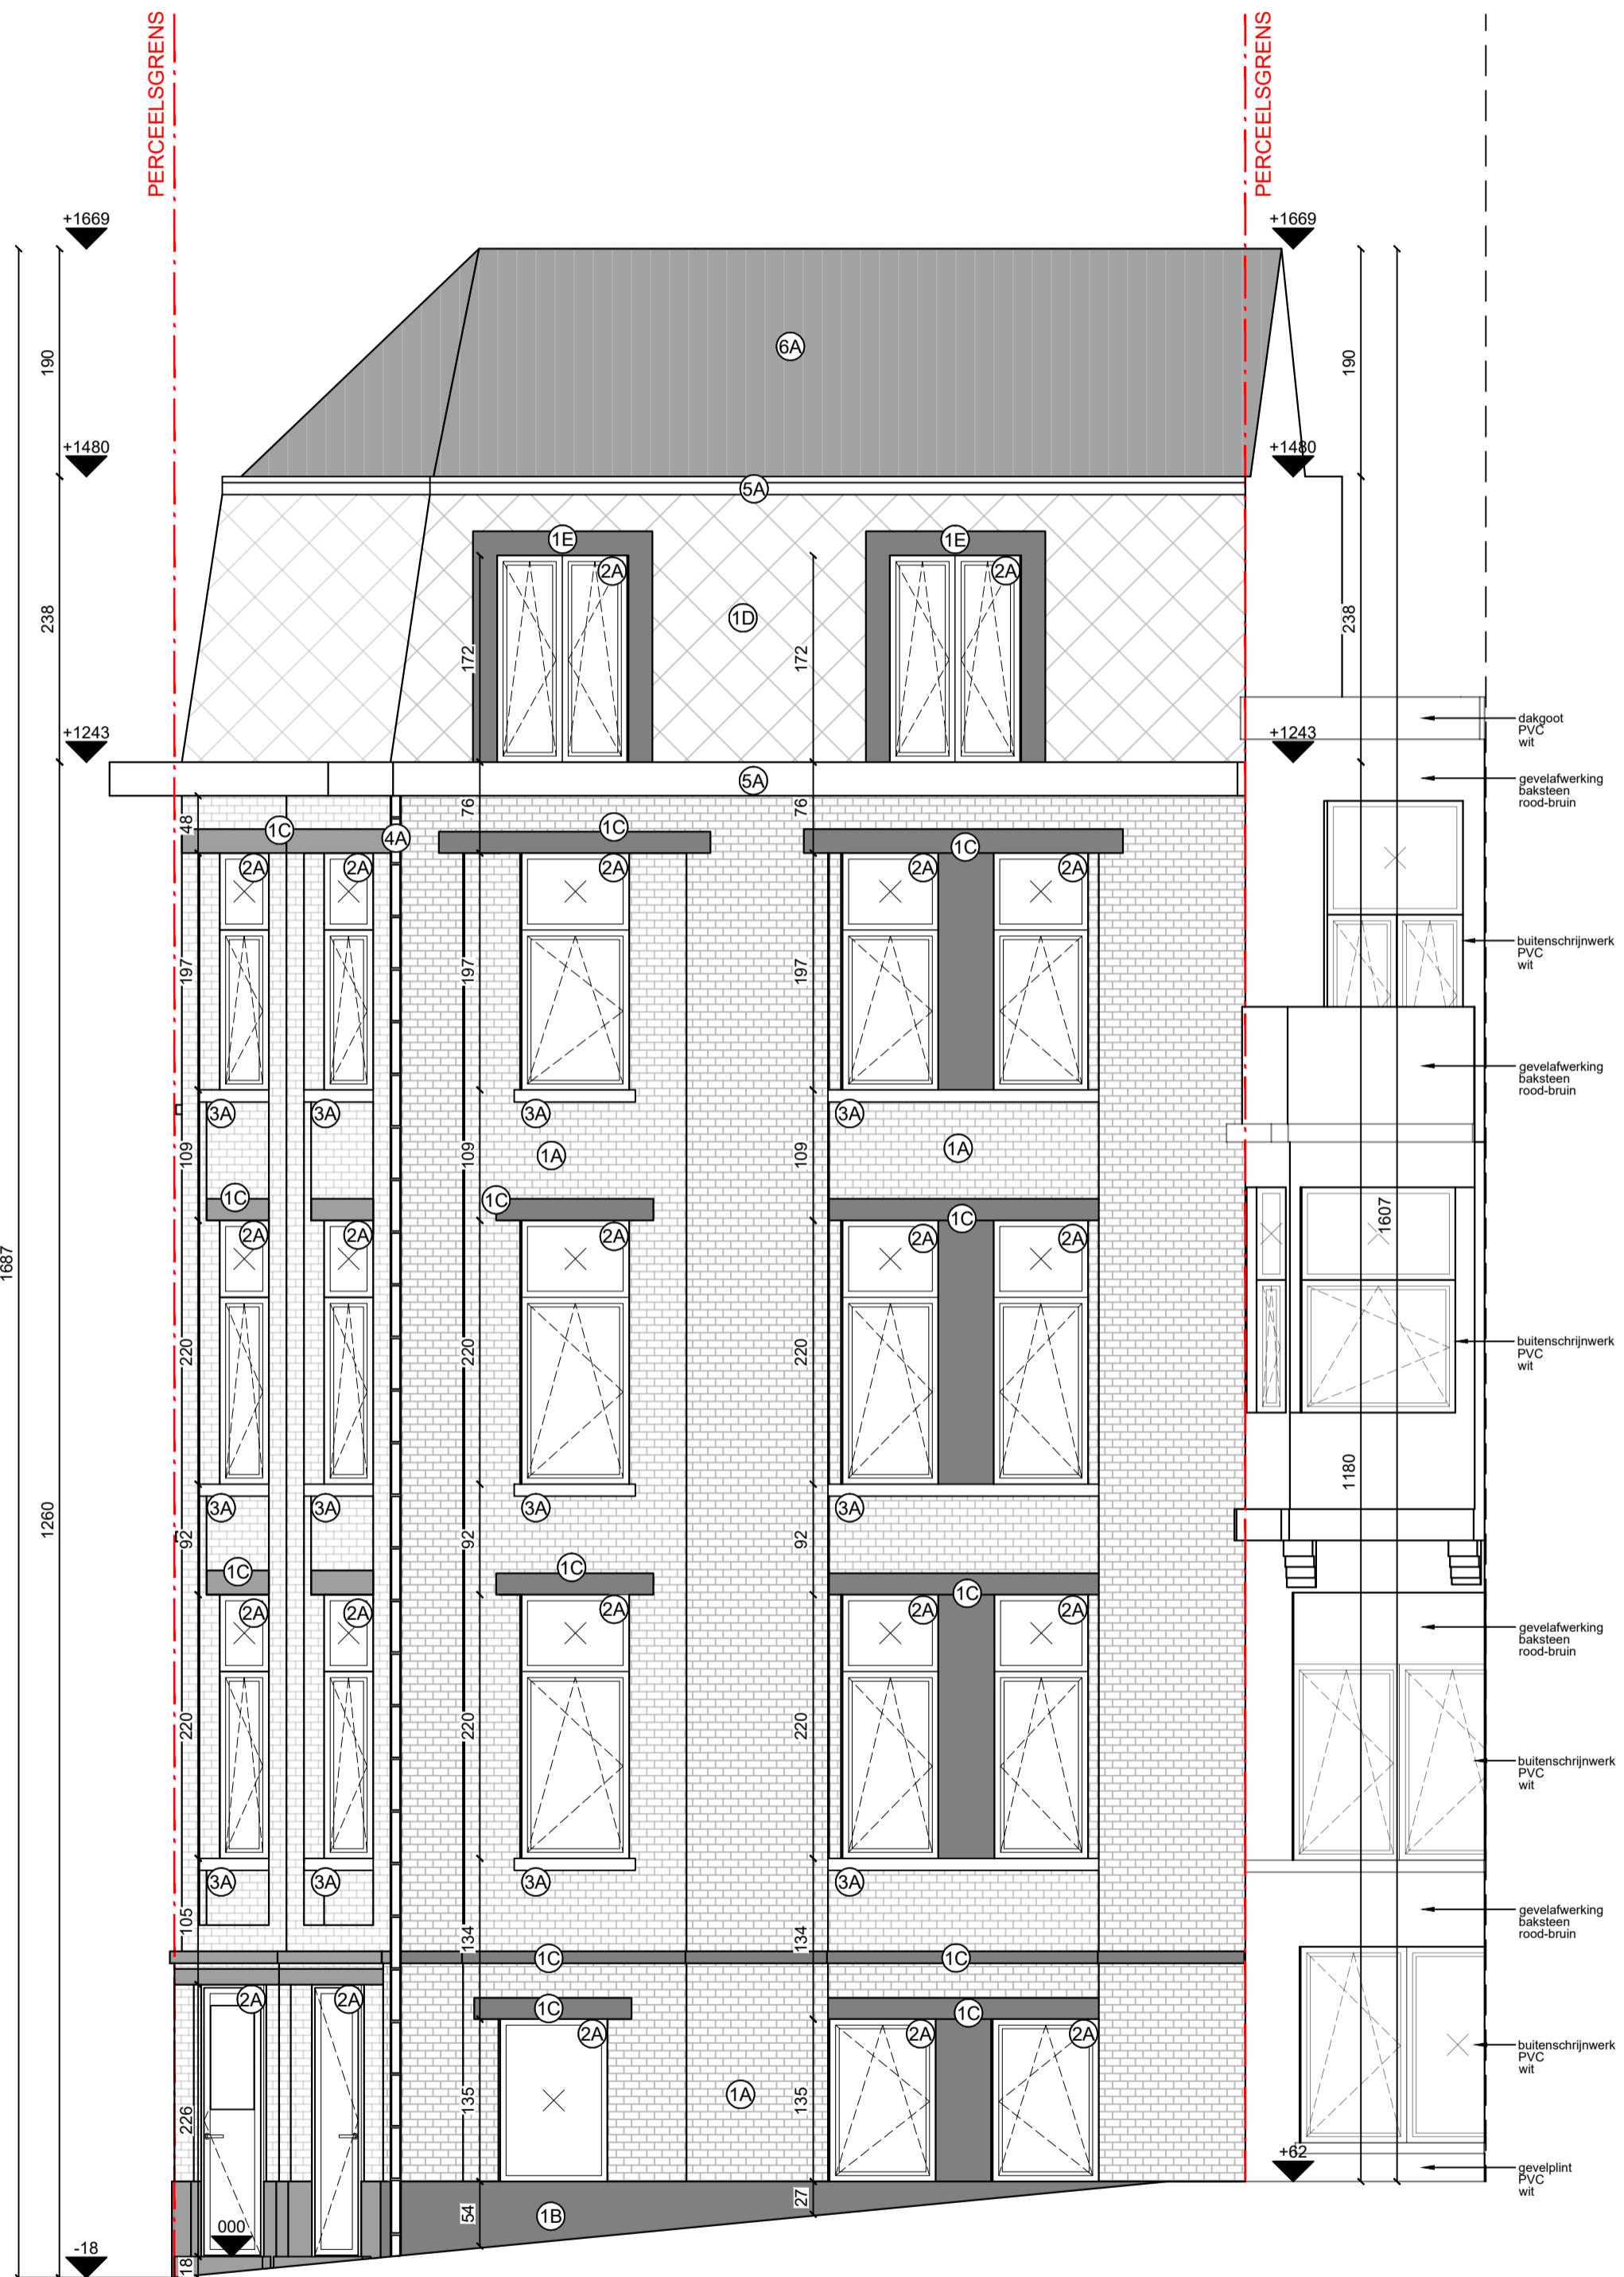 PERCEELSGRENS
PERCEELSGRENS
+1669
+1669
190
6A
190
+1480
+1480
5A
1E
1E
2A
2A
238
1D
238
172
172
dakgoot
PVC
wit
+1243
+1243
5A
gevelafwerking
baksteen
rood-bruin
48
76
76
1C
4A
1C
1C
2A
2A
2A
2A
2A
buitenschrijnwerk
PVC
wit
197
197
197
gevelafwerking
baksteen
rood-bruin
3A
3A
3A
3A
109
109
1A
109
1A
1C
1C
1C
1607
2A
2A
2A
2A
2A
1687
220
220
220
buitenschrijnwerk
PVC
wit
1180
3A
3A
3A
3A
1260
92
92
92
1C
1C
1C
2A
2A
2A
2A
2A
gevelafwerking
baksteen
rood-bruin
220
220
220
buitenschrijnwerk
PVC
wit
3A
3A
3A
3A
105
134
134
gevelafwerking
baksteen
rood-bruin
1C
1C
2A
2A
1C
1C
2A
2A
2A
buitenschrijnwerk
PVC
wit
226
135
1A
135
+62
gevelplint
PVC
wit
54
1B
27
000
-18
18